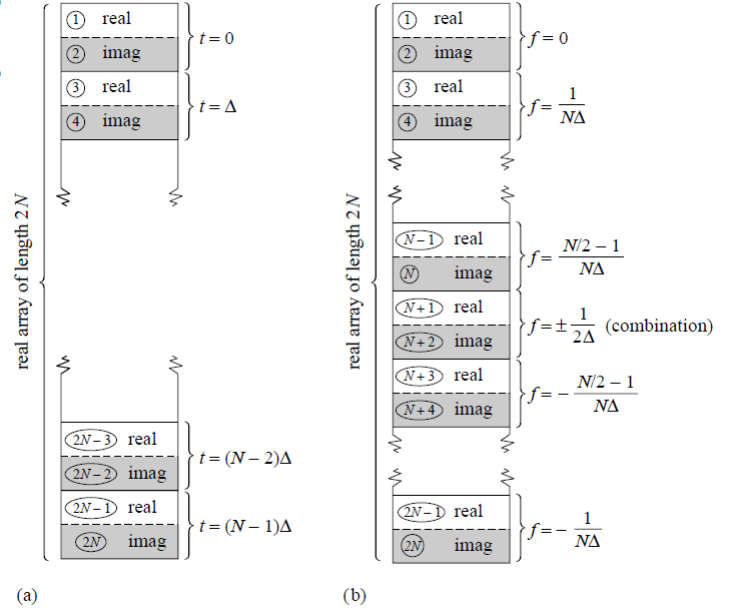 real array of length 2N
① real
② imag
t = 0
③ real
④ imag
t = Δ
2N−3 real
2N−2 imag
t = (N − 2)Δ
2N−1 real
2N imag
t = (N − 1)Δ
(a)
real array of length 2N
① real
② imag
f = 0
③ real
④ imag
f = 1/NΔ
N−1 real
N imag
f = N/2 − 1/NΔ
N+1 real
N+2 imag
f = ± 1/2Δ (combination)
N+3 real
N+4 imag
f = − N/2 − 1/NΔ
2N−1 real
2N imag
f = − 1/NΔ
(b)